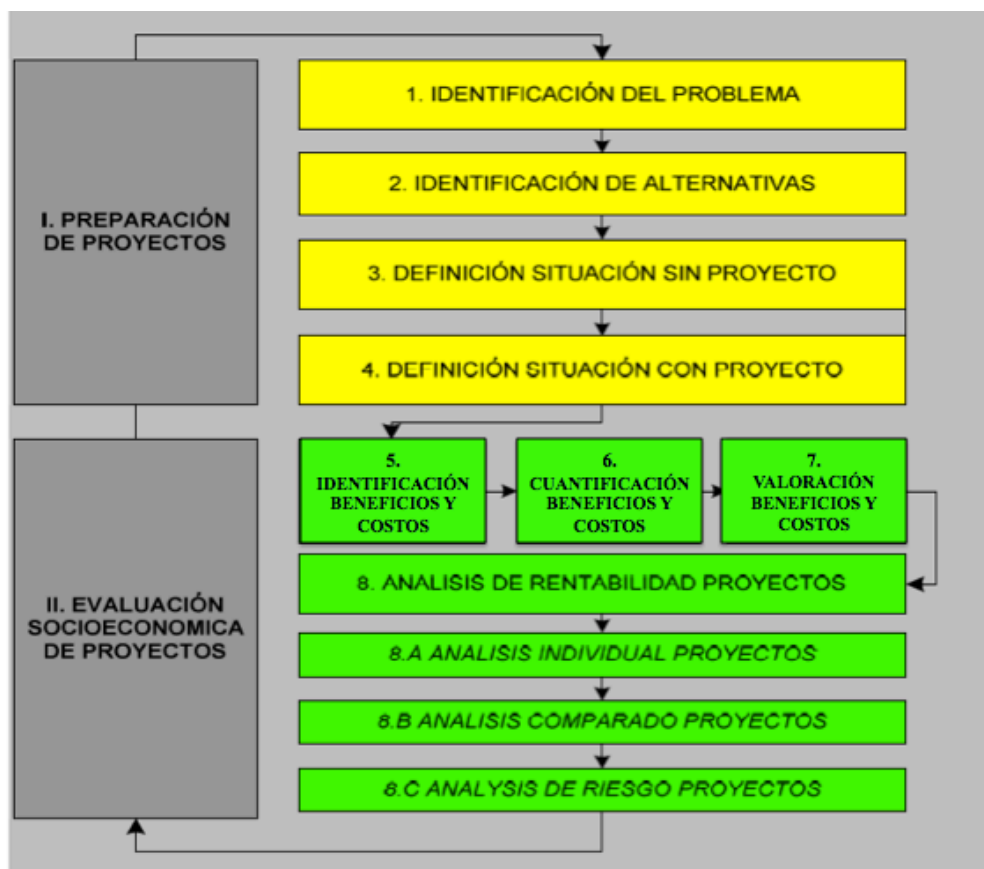 I. PREPARACIÓN
DE PROYECTOS
1. IDENTIFICACIÓN DEL PROBLEMA
2. IDENTIFICACIÓN DE ALTERNATIVAS
3. DEFINICIÓN SITUACIÓN SIN PROYECTO
4. DEFINICIÓN SITUACIÓN CON PROYECTO
II. EVALUACIÓN
SOCIOECONOMICA
DE PROYECTOS
5.
IDENTIFICACIÓN
BENEFICIOS Y
COSTOS
6.
CUANTIFICACIÓN
BENEFICIOS Y
COSTOS
7.
VALORACIÓN
BENEFICIOS Y
COSTOS
8. ANALISIS DE RENTABILIDAD PROYECTOS
8.A ANALISIS INDIVIDUAL PROYECTOS
8.B ANALISIS COMPARADO PROYECTOS
8.C ANALYSIS DE RIESGO PROYECTOS